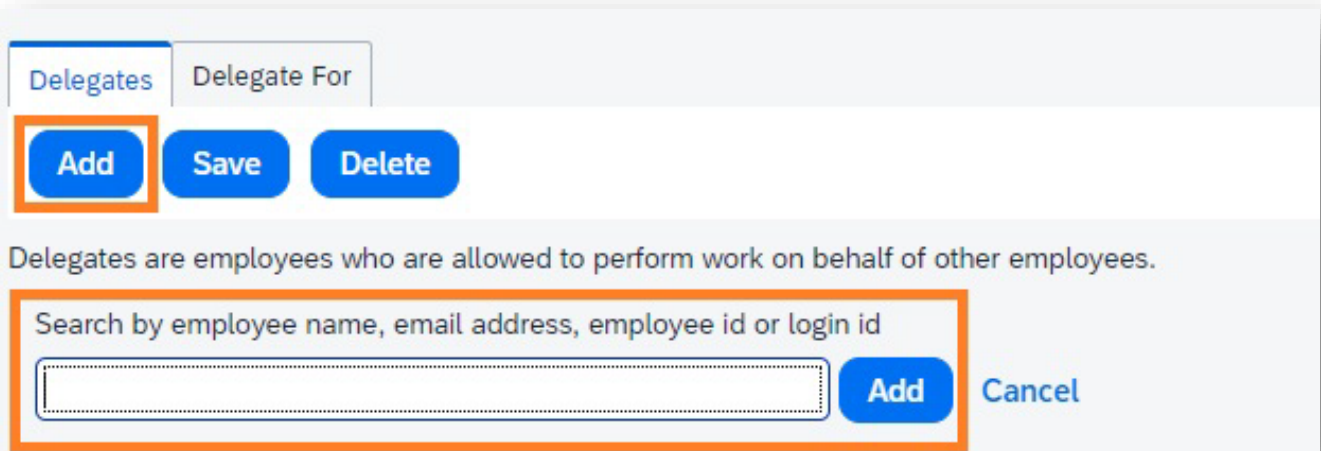 Delegates Delegate For
Add Save Delete
Delegates are employees who are allowed to perform work on behalf of other employees.
Search by employee name, email address, employee id or login id
Add Cancel